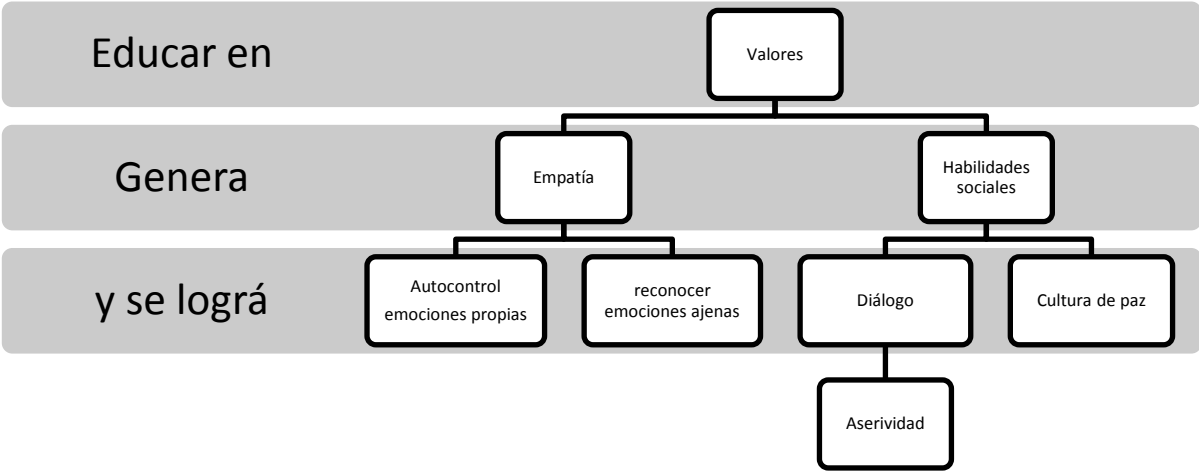 Educar en
Valores
Genera
Empatía
Habilidades
sociales
y se lográ
Autocontrol
emociones propias
reconocer
emociones ajenas
Diálogo
Cultura de paz
Aserividad